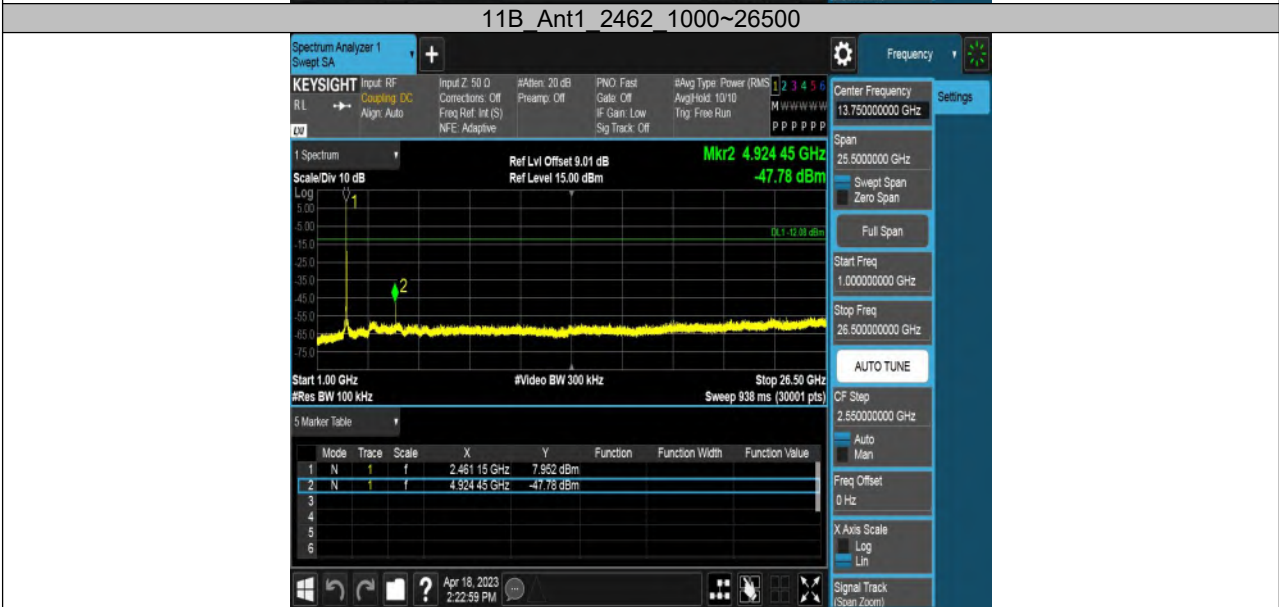 11B_Ant1_2462_1000~26500
Spectrum Analyzer 1
Swept SA
+
Frequency
KEYSIGHT
RL
Input: RF
Coupling: DC
Align: Auto
Input Z: 50 Ω
Corrections: Off
Freq Ref: Int (S)
NFE: Adaptive
#Atten: 20 dB
Preamp: Off
PNO: Fast
Gate: Off
IF Gain: Low
Sig Track: Off
#Avg Type: Power (RMS
Avg|Hold: 10/10
Trig: Free Run
1 2 3 4 5 6
M W W W W W
P P P P P P
1 Spectrum
Scale/Div 10 dB
Ref Lvl Offset 9.01 dB
Ref Level 15.00 dBm
Mkr2 4.924 45 GHz
-47.78 dBm
Log
5.00
-5.00
-15.0
-25.0
-35.0
-45.0
-55.0
-65.0
-75.0
1
2
DL1 -12.08 dBm
Start 1.00 GHz
#Res BW 100 kHz
#Video BW 300 kHz
Stop 26.50 GHz
Sweep 938 ms (30001 pts)
5 Marker Table
Mode Trace Scale X Y Function Function Width Function Value
1 N 1 f 2.461 15 GHz 7.952 dBm
2 N 1 f 4.924 45 GHz -47.78 dBm
3
4
5
6
Apr 18, 2023
2:22:59 PM
Center Frequency
13.750000000 GHz
Settings
Span
25.5000000 GHz
Swept Span
Zero Span
Full Span
Start Freq
1.000000000 GHz
Stop Freq
26.500000000 GHz
AUTO TUNE
CF Step
2.550000000 GHz
Auto
Man
Freq Offset
0 Hz
X Axis Scale
Log
Lin
Signal Track
(Span Zoom)